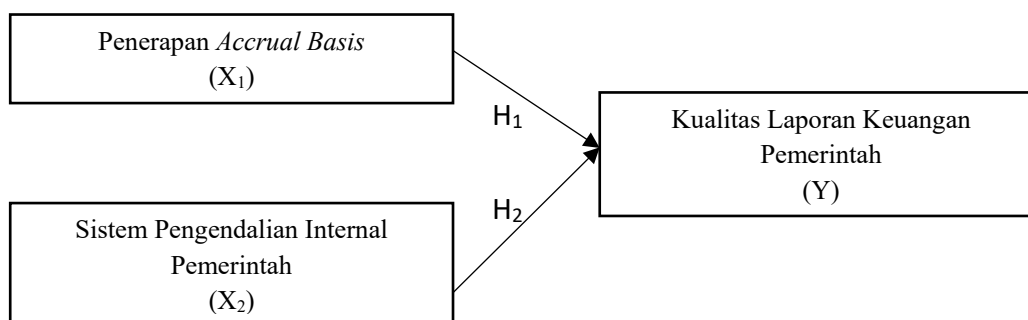 Penerapan Accrual Basis
(X₁)
H₁
Kualitas Laporan Keuangan
Pemerintah
(Y)
H₂
Sistem Pengendalian Internal
Pemerintah
(X₂)